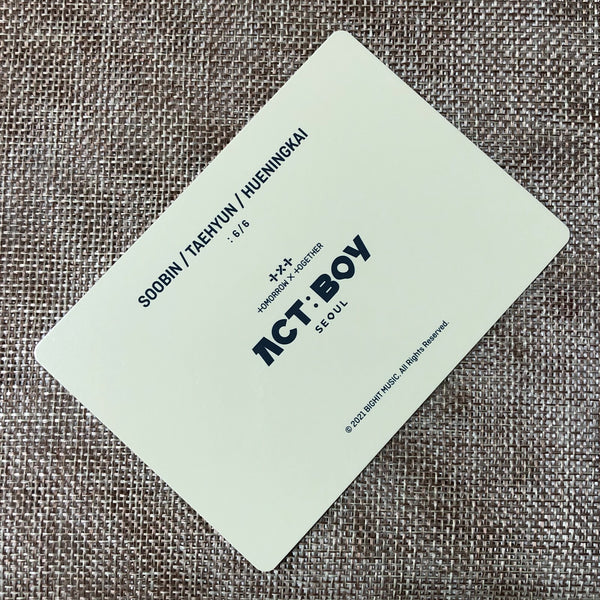 SOOBIN / TAEHYUN / HUENINGKAI
: 6/6
+×+
TOMORROW × TOGETHER
ACT:BOY
SEOUL
© 2021 BIGHIT MUSIC. All Rights Reserved.